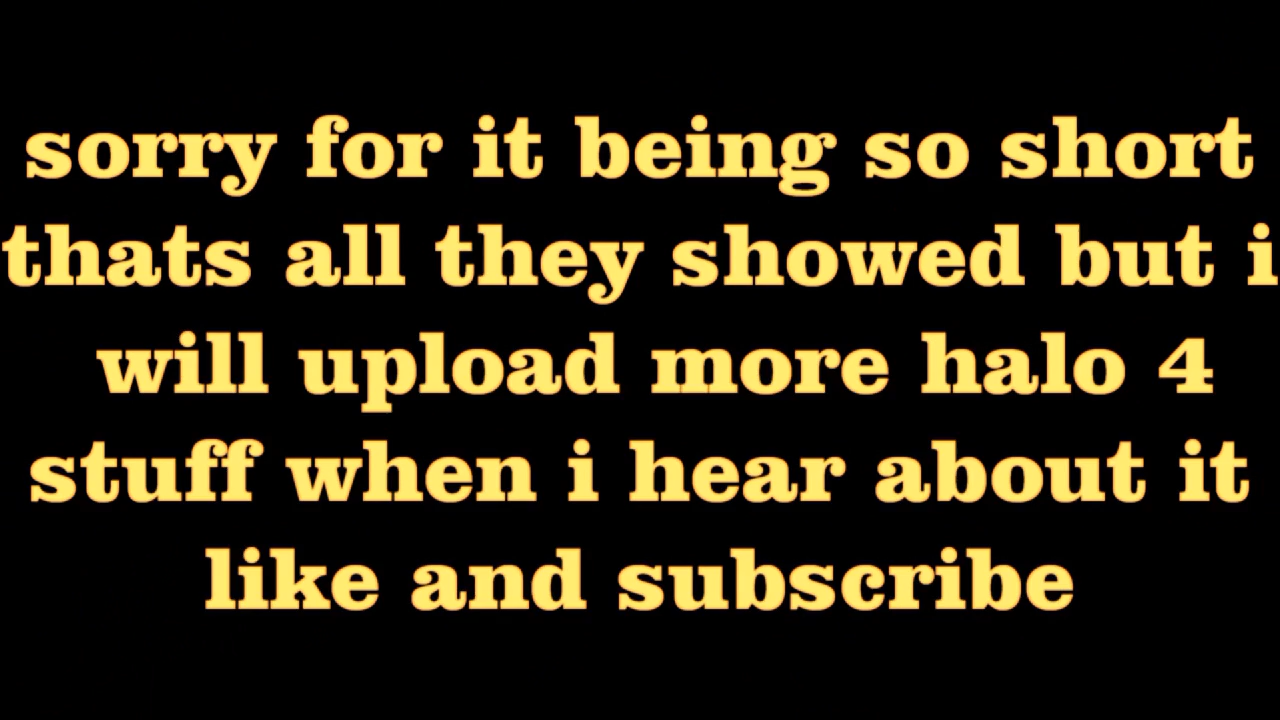 sorry for it being so short
thats all they showed but i
will upload more halo 4
stuff when i hear about it
like and subscribe